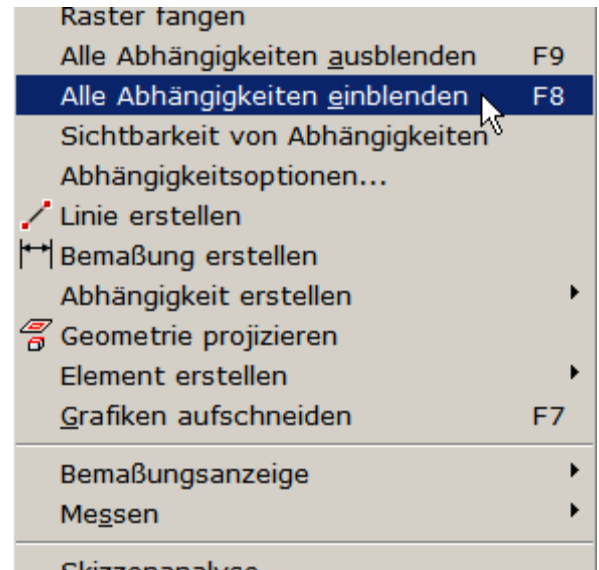 Raster fangen
Alle Abhängigkeiten ausblenden F9
Alle Abhängigkeiten einblenden F8
Sichtbarkeit von Abhängigkeiten
Abhängigkeitsoptionen...
Linie erstellen
Bemaßung erstellen
Abhängigkeit erstellen
Geometrie projizieren
Element erstellen
Grafiken aufschneiden F7
Bemaßungsanzeige
Messen
Skizzenanalyse